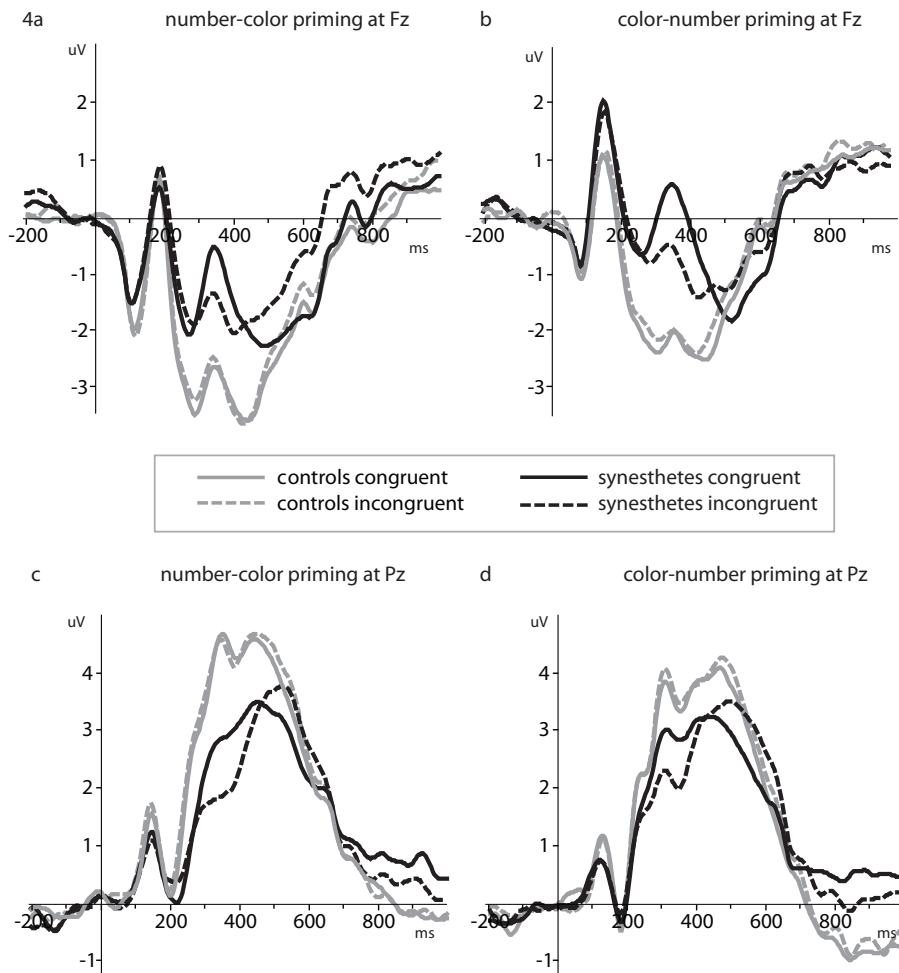 4a number-color priming at Fz
b color-number priming at Fz
uV
2
1
-200 200 400 600 800
ms
-1
-2
-3
uV
2
1
-200 200 400 600 800
ms
-1
-2
-3
controls congruent
synesthetes congruent
controls incongruent
synesthetes incongruent
c number-color priming at Pz
d color-number priming at Pz
uV
4
3
2
1
-200 200 400 600 800
ms
-1
uV
4
3
2
1
-200 200 400 600 800
ms
-1